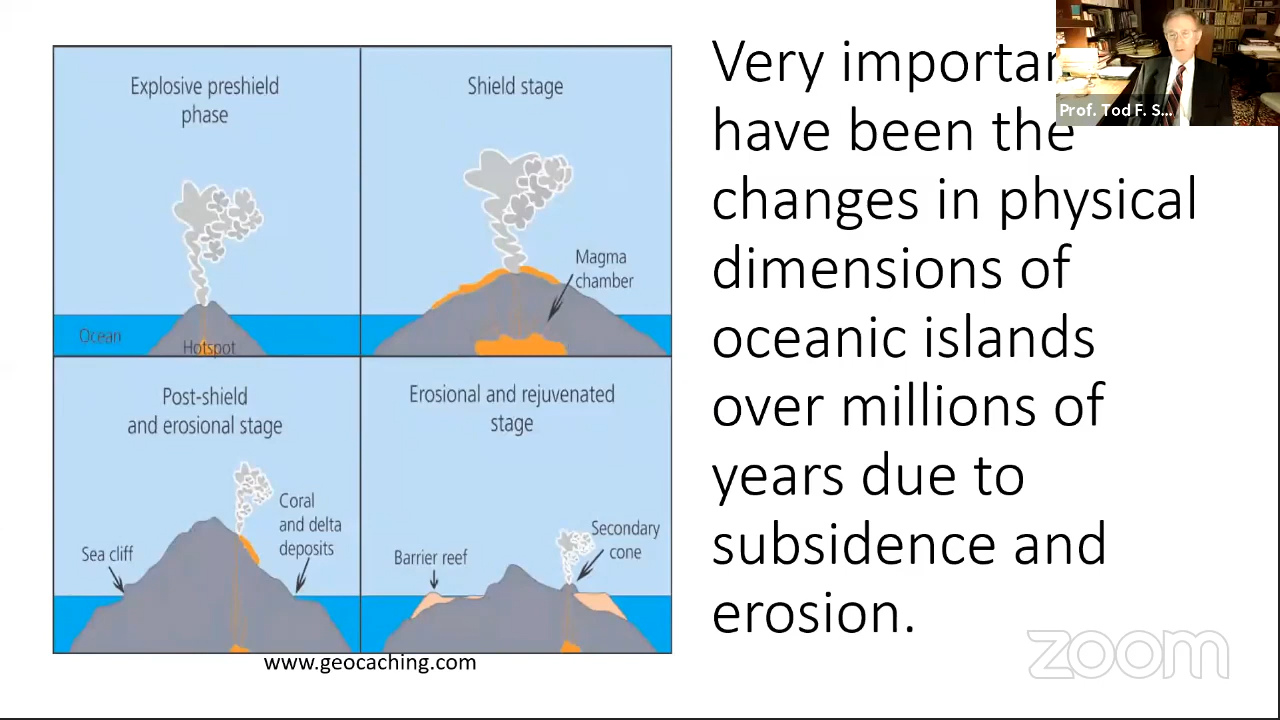 Explosive preshield
phase
Ocean
Hotspot
Shield stage
Magma
chamber
Post-shield
and erosional stage
Sea cliff
Coral
and delta
deposits
Erosional and rejuvenated
stage
Barrier reef
Secondary
cone
www.geocaching.com
Very
have been the
changes in physical
dimensions of
oceanic islands
over millions of
years due to
subsidence and
erosion.
Prof. Tod F. S...
zoom